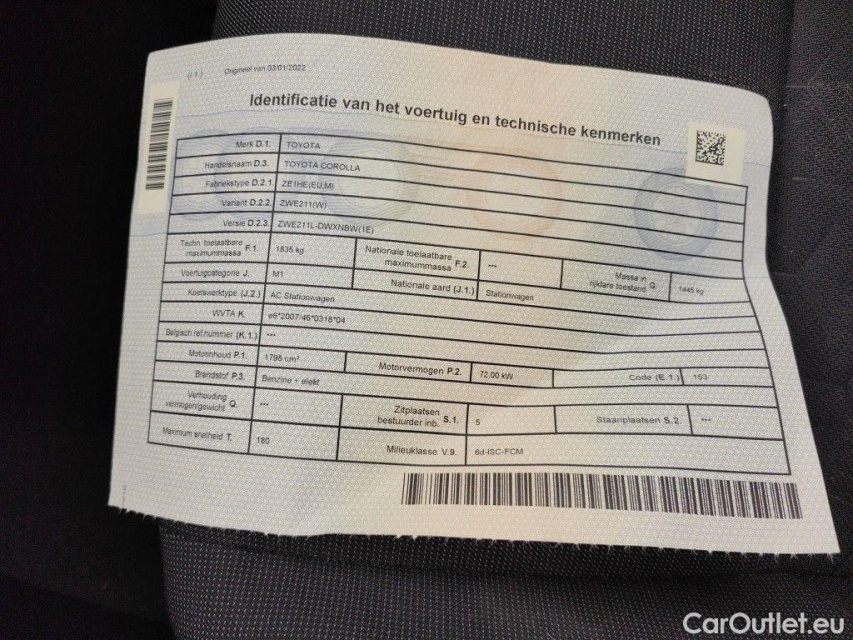 (I 1.) Origineel van 03/01/2022
Identificatie van het voertuig en technische kenmerken
Merk D.1. TOYOTA
Handelsnaam D.3. TOYOTA COROLLA
Fabriekstype D.2.1. ZE1HE(EU,M)
Variant D.2.2. ZWE211(W)
Versie D.2.3. ZWE211L-DWXNBW(1E)
Techn. toelaatbare maximummassa F.1. 1835 kg Nationale toelaatbare maximummassa F.2. --- Massa in rijklare toestand G. 1445 kg
Voertuigcategorie J. M1 Nationale aard (J.1.) Stationwagen
Koetswerktype (J.2.) AC Stationwagen
WVTA K. e6*2007/46*0318*04
Belgisch ref.nummer (K.1.) ---
Motorinhoud P.1. 1798 cm³ Motorvermogen P.2. 72.00 kW Code (E.1.) 193
Brandstof P.3. Benzine + elekt
Verhouding vermogen/gewicht Q. --- Zitplaatsen bestuurder inb. S.1. 5 Staanplaatsen S.2. ---
Maximum snelheid T. 180 Milieuklasse V.9. 6d-ISC-FCM
CarOutlet.eu